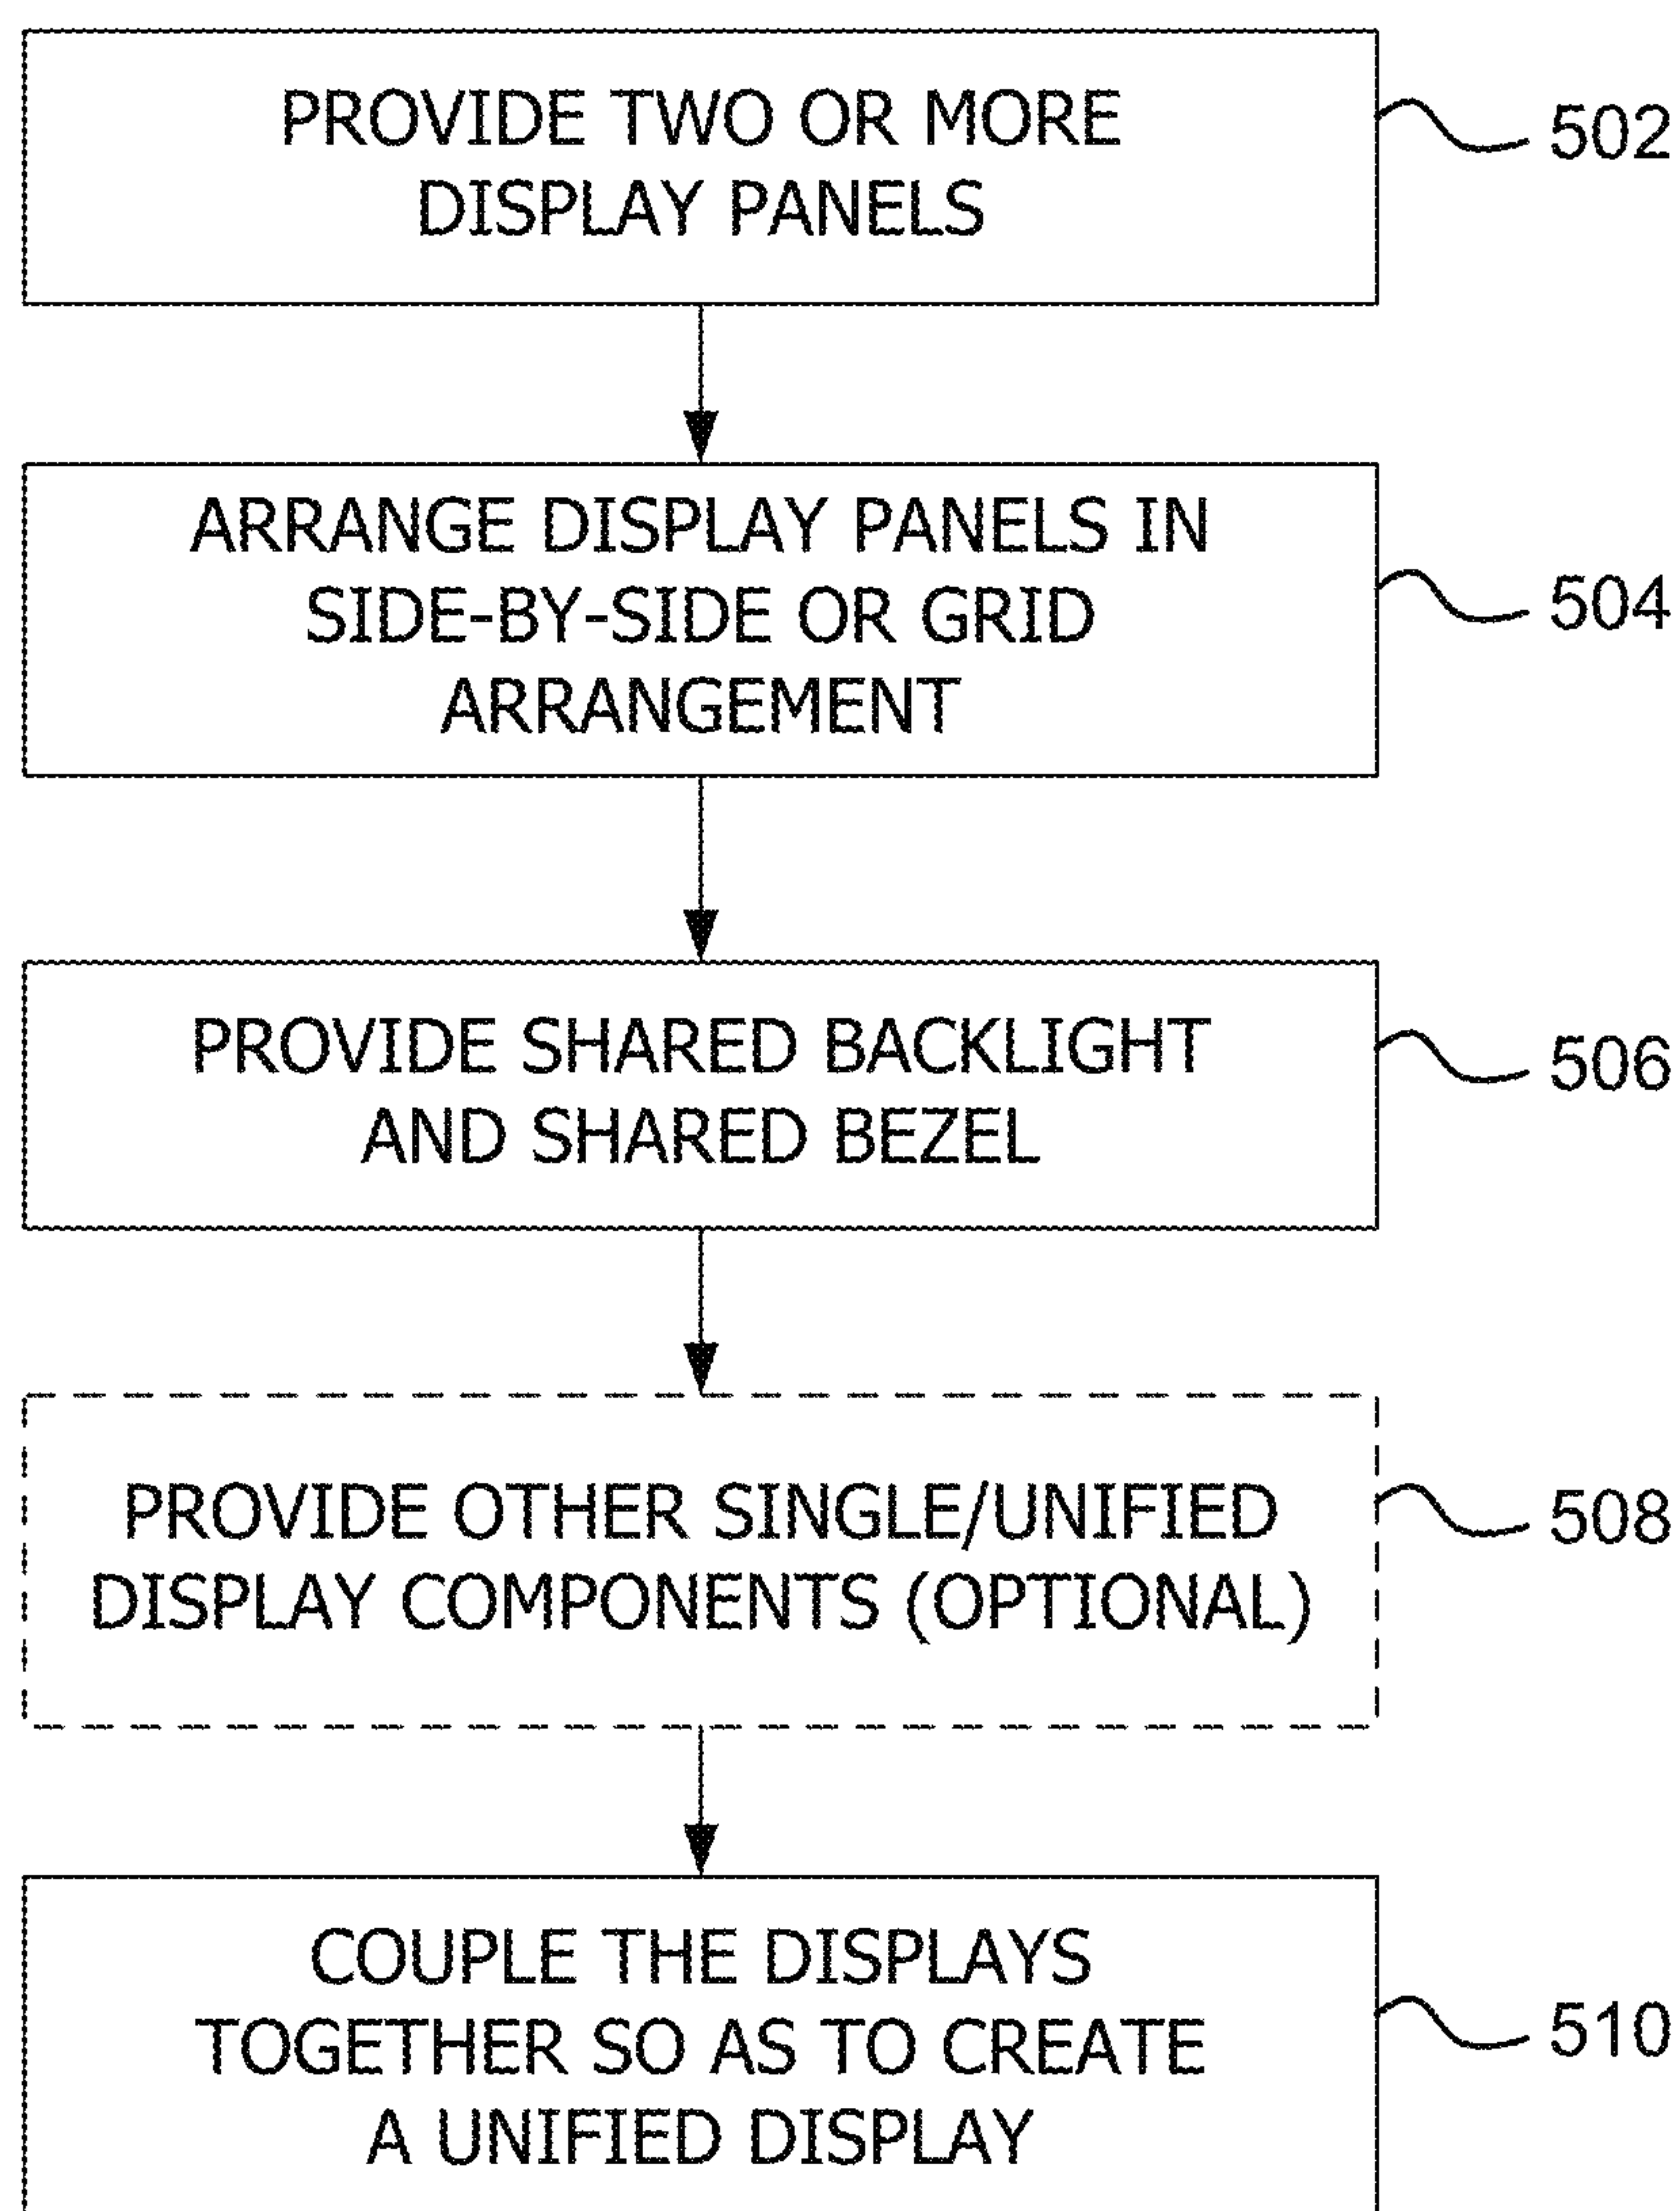 PROVIDE TWO OR MORE
DISPLAY PANELS
502
ARRANGE DISPLAY PANELS IN
SIDE-BY-SIDE OR GRID
ARRANGEMENT
504
PROVIDE SHARED BACKLIGHT
AND SHARED BEZEL
506
PROVIDE OTHER SINGLE/UNIFIED
DISPLAY COMPONENTS (OPTIONAL)
508
COUPLE THE DISPLAYS
TOGETHER SO AS TO CREATE
A UNIFIED DISPLAY
510